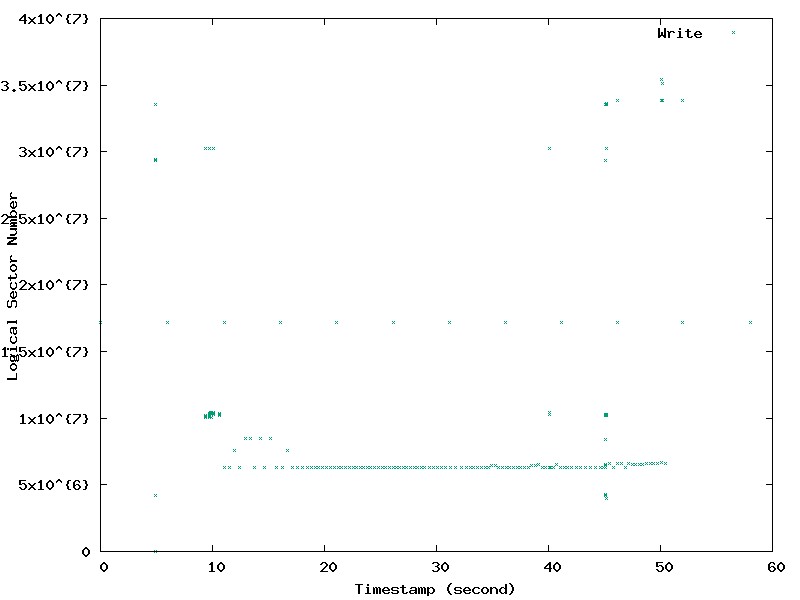 4x10^{7}
Write
3.5x10^{7}
3x10^{7}
2.5x10^{7}
2x10^{7}
1.5x10^{7}
1x10^{7}
5x10^{6}
0
Logical Sector Number
0 10 20 30 40 50 60
Timestamp (second)